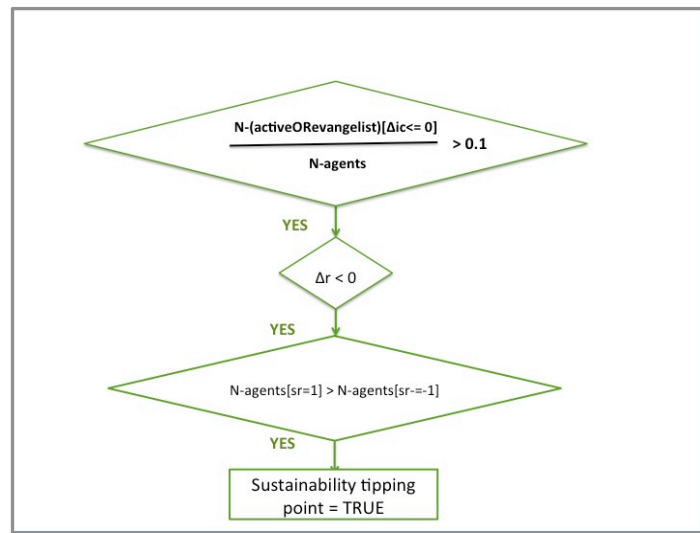 N-(activeORevangelist)[Δic<= 0]
> 0.1
N-agents
YES
Δr < 0
YES
N-agents[sr=1] > N-agents[sr-=-1]
YES
Sustainability tipping
point = TRUE